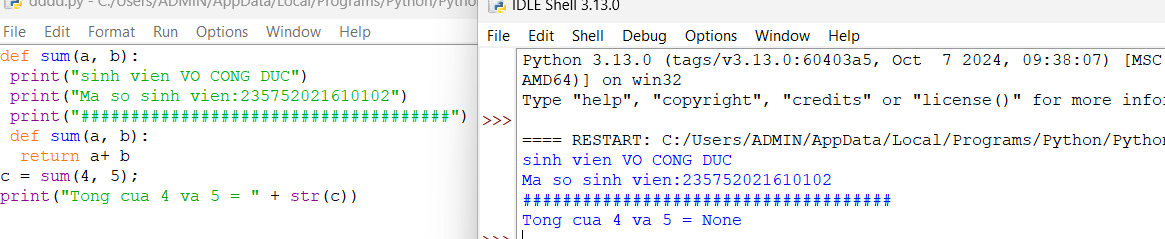 dddd.py - C:/Users/ADMIN/AppData/Local/Programs/Python/Pytho
File Edit Format Run Options Window Help
def sum(a, b):
 print("sinh vien VO CONG DUC")
 print("Ma so sinh vien:235752021610102")
 print("#####################################")
 def sum(a, b):
  return a+ b
c = sum(4, 5);
print("Tong cua 4 va 5 = " + str(c))
IDLE Shell 3.13.0
File Edit Shell Debug Options Window Help
Python 3.13.0 (tags/v3.13.0:60403a5, Oct  7 2024, 09:38:07) [MSC
AMD64)] on win32
Type "help", "copyright", "credits" or "license()" for more info
>>>
==== RESTART: C:/Users/ADMIN/AppData/Local/Programs/Python/Python
sinh vien VO CONG DUC
Ma so sinh vien:235752021610102
#####################################
Tong cua 4 va 5 = None
>>>